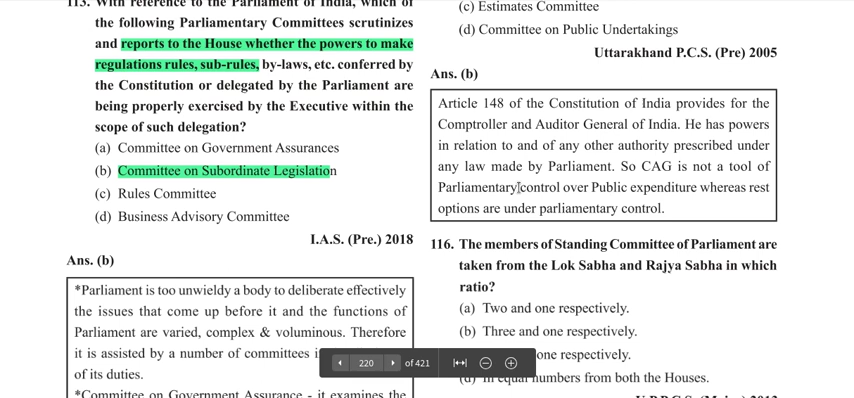 113. With reference to the Parliament of India, which of
the following Parliamentary Committees scrutinizes
and reports to the House whether the powers to make
regulations rules, sub-rules, by-laws, etc. conferred by
the Constitution or delegated by the Parliament are
being properly exercised by the Executive within the
scope of such delegation?
(a) Committee on Government Assurances
(b) Committee on Subordinate Legislation
(c) Rules Committee
(d) Business Advisory Committee
I.A.S. (Pre.) 2018
Ans. (b)
*Parliament is too unwieldy a body to deliberate effectively
the issues that come up before it and the functions of
Parliament are varied, complex & voluminous. Therefore
it is assisted by a number of committees
of its duties.
*Committee on Government Assurance - it examines the
(c) Estimates Committee
(d) Committee on Public Undertakings
Uttarakhand P.C.S. (Pre) 2005
Ans. (b)
Article 148 of the Constitution of India provides for the
Comptroller and Auditor General of India. He has powers
in relation to and of any other authority prescribed under
any law made by Parliament. So CAG is not a tool of
Parliamentary control over Public expenditure whereas rest
options are under parliamentary control.
116. The members of Standing Committee of Parliament are
taken from the Lok Sabha and Rajya Sabha in which
ratio?
(a) Two and one respectively.
(b) Three and one respectively.
one respectively.
(d) In equal numbers from both the Houses.
220 of 421